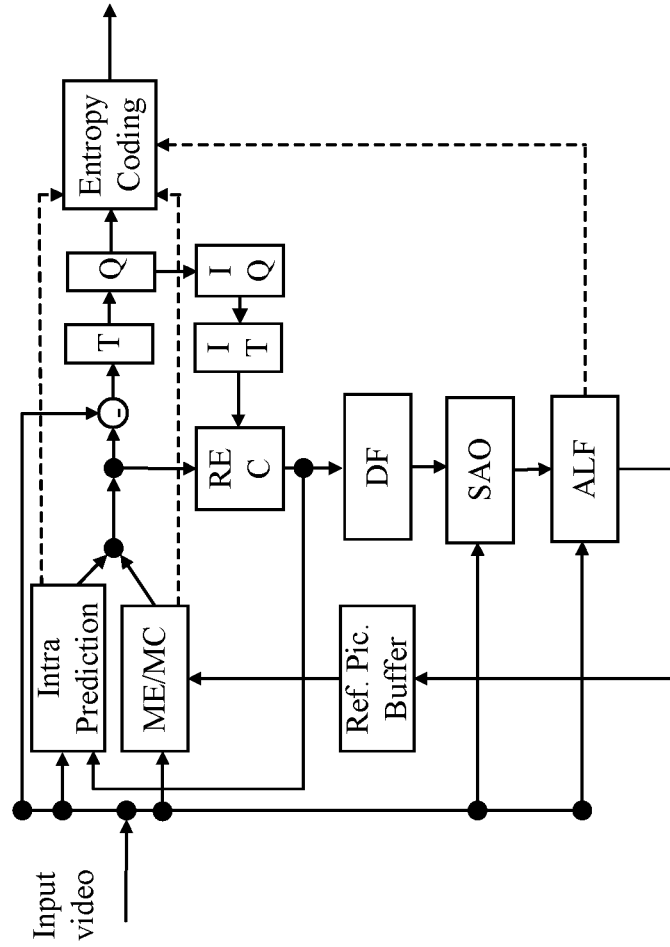 Input
video
Intra
Prediction
ME/MC
-
T
Q
Entropy
Coding
I
Q
I
T
RE
C
Ref. Pic.
Buffer
DF
SAO
ALF